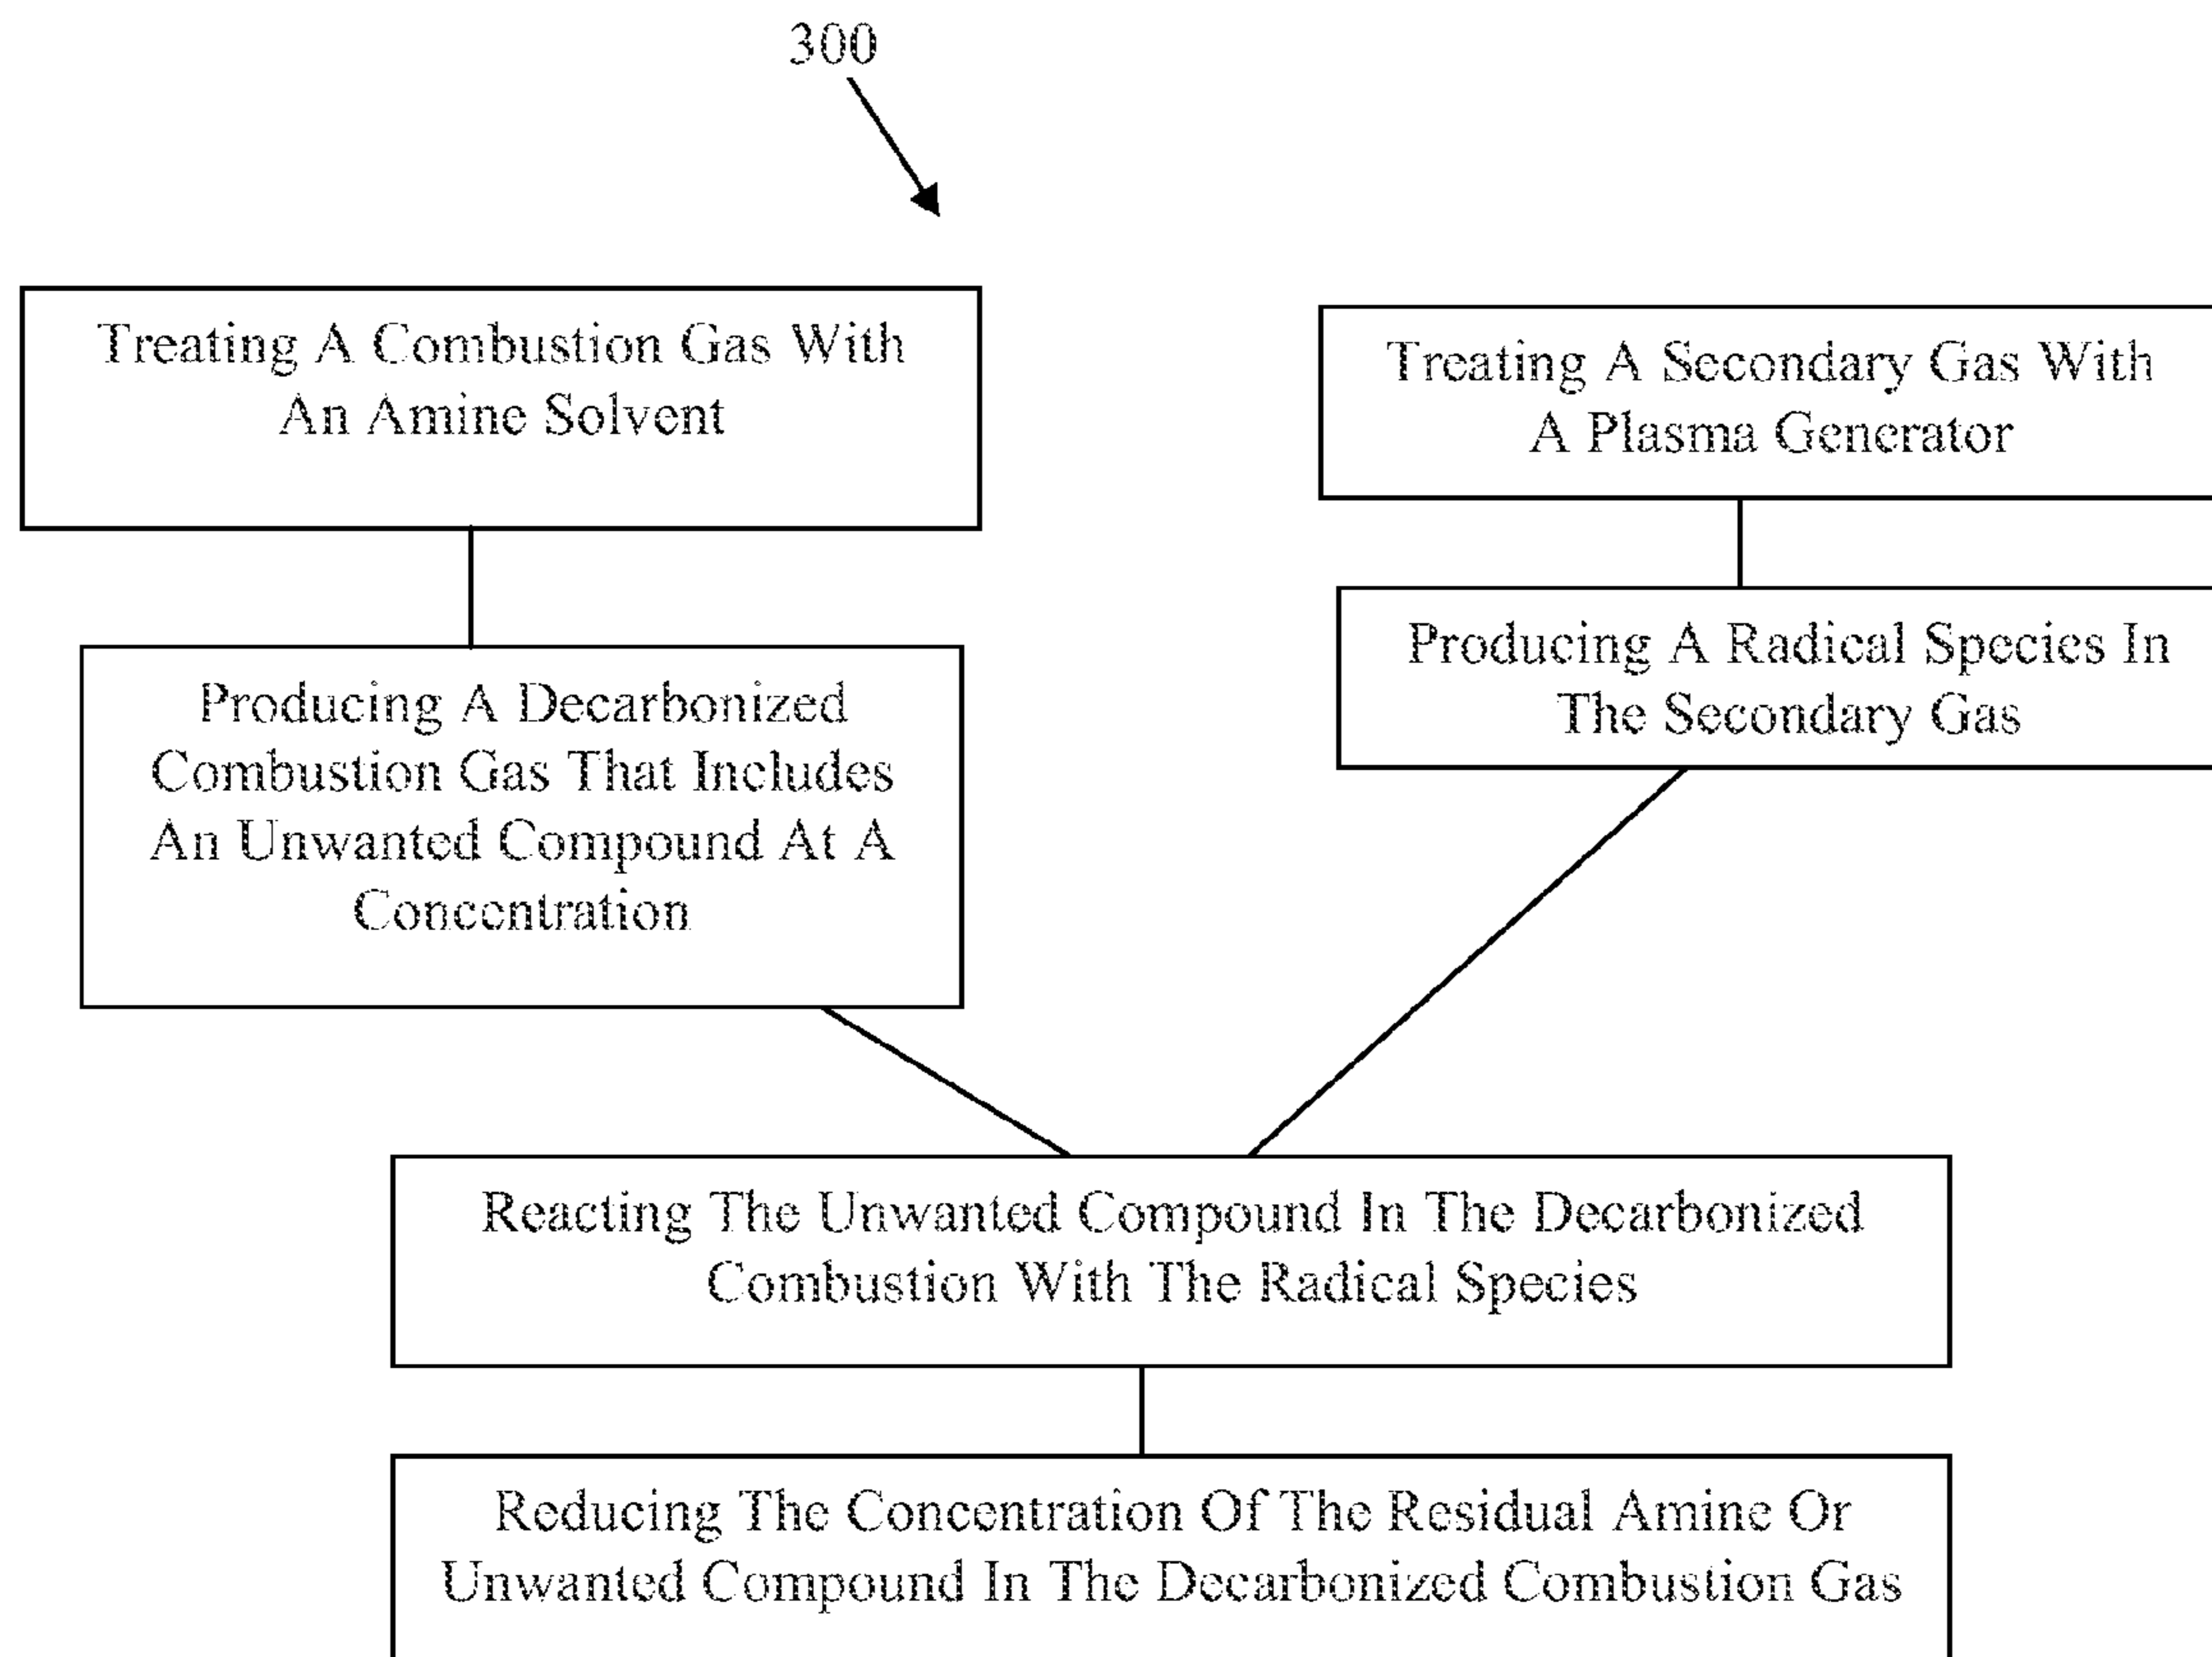 300
Treating A Combustion Gas With
An Amine Solvent
Treating A Secondary Gas With
A Plasma Generator
Producing A Decarbonized
Combustion Gas That Includes
An Unwanted Compound At A
Concentration
Producing A Radical Species In
The Secondary Gas
Reacting The Unwanted Compound In The Decarbonized
Combustion With The Radical Species
Reducing The Concentration Of The Residual Amine Or
Unwanted Compound In The Decarbonized Combustion Gas